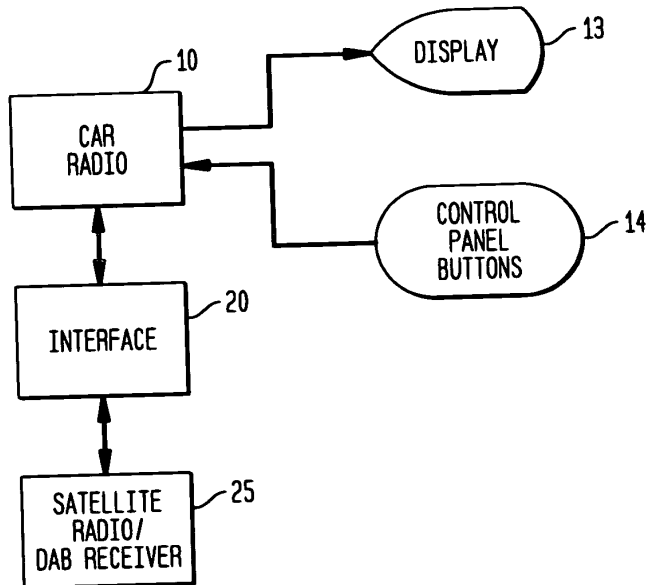 10
CAR
RADIO
DISPLAY
13
CONTROL
PANEL
BUTTONS
14
20
INTERFACE
25
SATELLITE
RADIO/
DAB RECEIVER